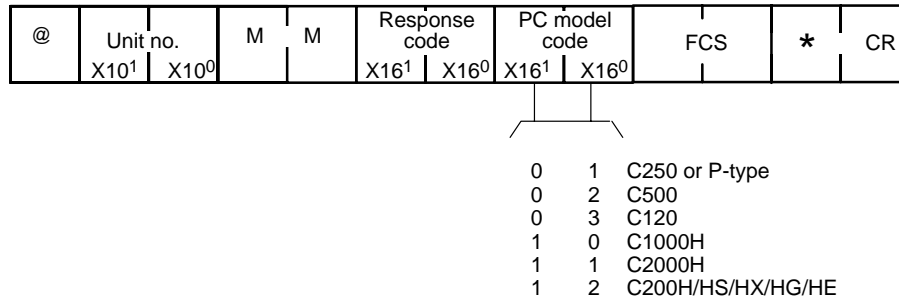 @ Unit no. M M Response code PC model code FCS * CR
X10¹ X10⁰ X16¹ X16⁰ X16¹ X16⁰
0 1 C250 or P-type
0 2 C500
0 3 C120
1 0 C1000H
1 1 C2000H
1 2 C200H/HS/HX/HG/HE